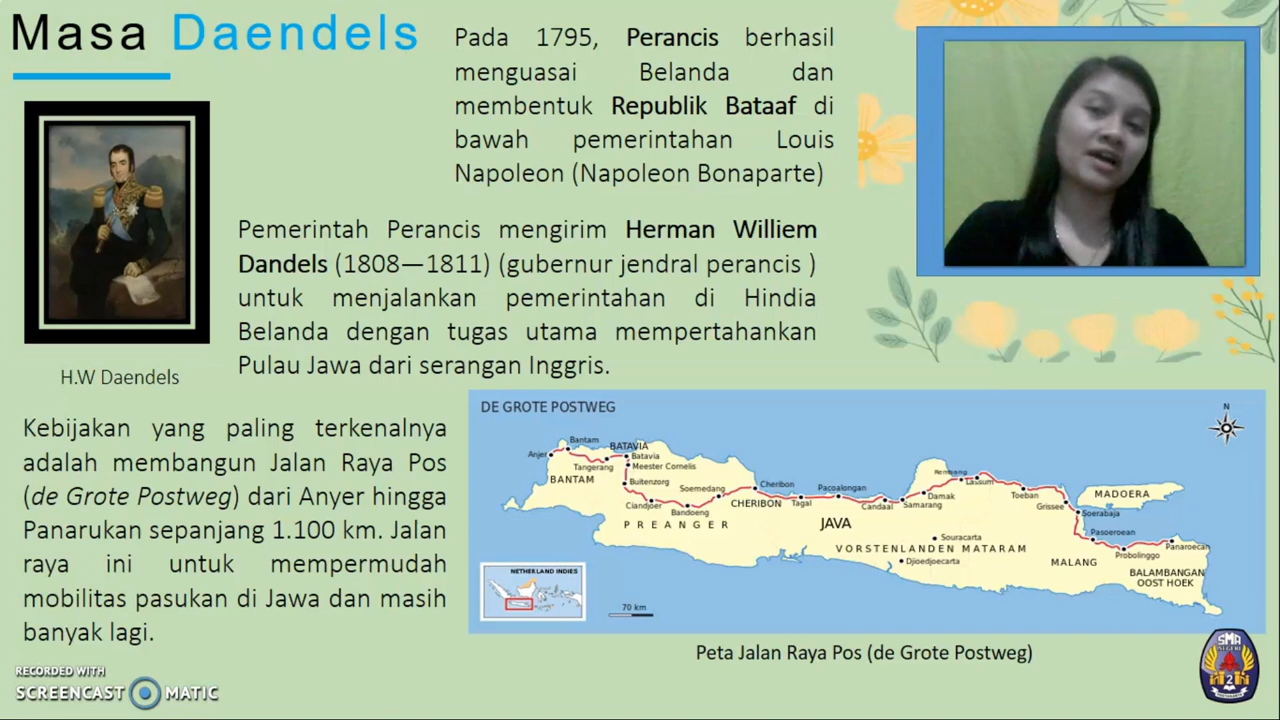 Masa Daendels
Pada 1795, Perancis berhasil
menguasai Belanda dan
membentuk Republik Bataaf di
bawah pemerintahan Louis
Napoleon (Napoleon Bonaparte)
Pemerintah Perancis mengirim Herman Williem
Dandels (1808—1811) (gubernur jendral perancis )
untuk menjalankan pemerintahan di Hindia
Belanda dengan tugas utama mempertahankan
Pulau Jawa dari serangan Inggris.
H.W Daendels
Kebijakan yang paling terkenalnya
adalah membangun Jalan Raya Pos
(de Grote Postweg) dari Anyer hingga
Panarukan sepanjang 1.100 km. Jalan
raya ini untuk mempermudah
mobilitas pasukan di Jawa dan masih
banyak lagi.
DE GROTE POSTWEG
N
Anjer
Bantam
BATAVIA
Batavia
Tangerang
Meester Cornelis
BANTAM
Buitenzorg
Ciandjoer
Bandoeng
Soemedang
Cheribon
CHERIBON
PREANGER
Tagal
Pacoalongan
JAVA
Candaal
Samarang
Damak
Rembang
Lassum
Toeban
Grissee
MADOERA
Soerabaja
Souracarta
VORSTENLANDEN MATARAM
Djioedjoecarta
Pasoeroean
Probolinggo
Panaroecan
MALANG
BALAMBANGAN
OOST HOEK
NETHERLAND INDIES
70 km
Peta Jalan Raya Pos (de Grote Postweg)
RECORDED WITH
SCREENCAST MATIC
SMA
NEGERI
2